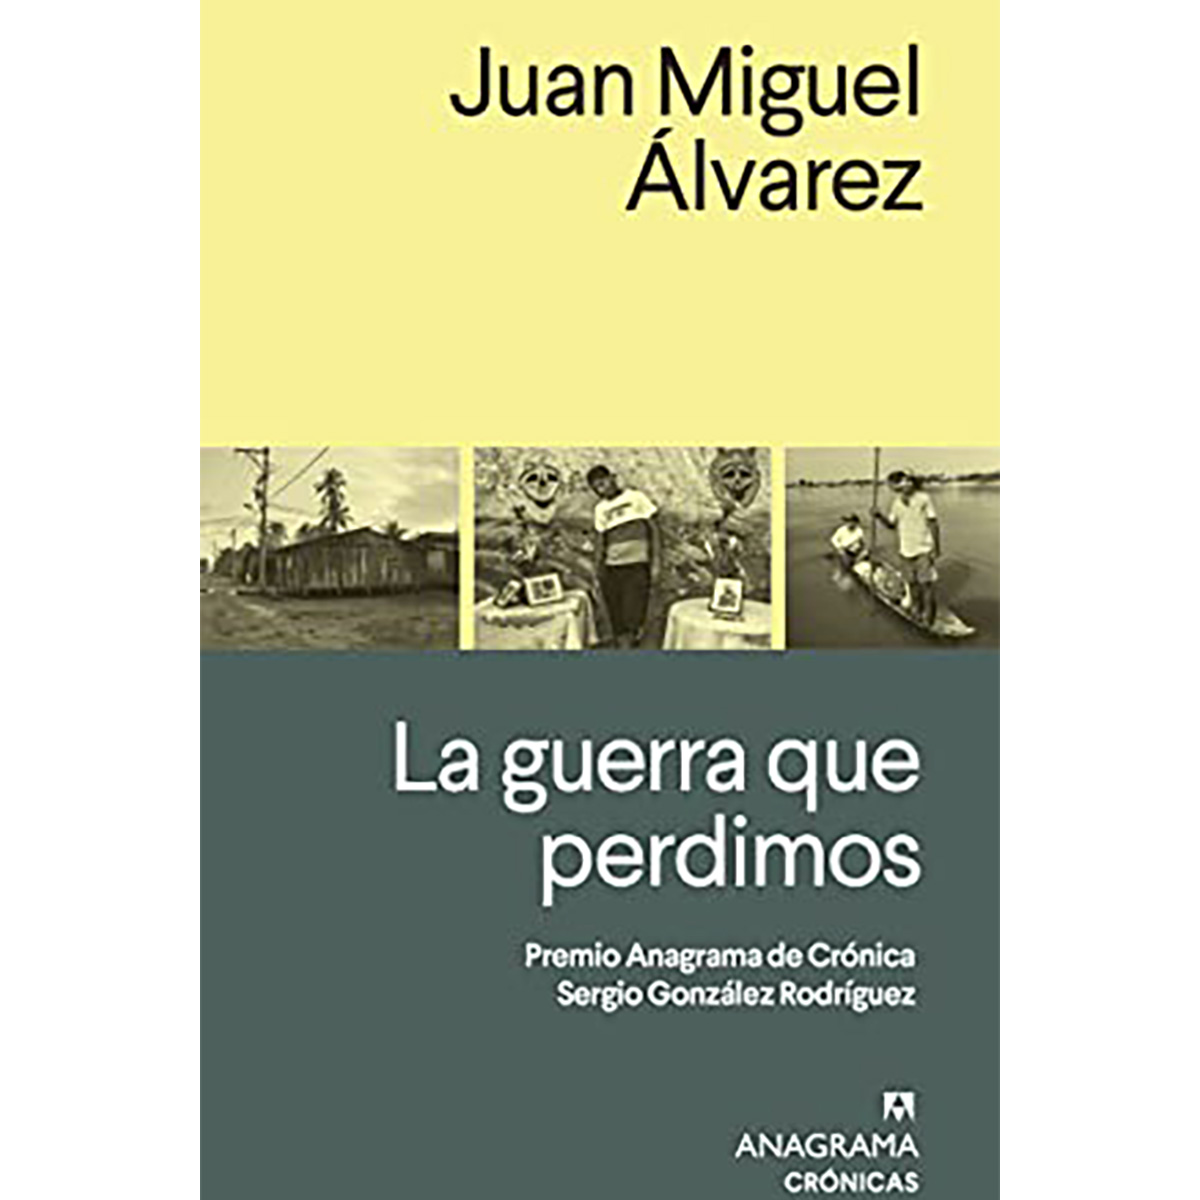 Juan Miguel
Álvarez
La guerra que
perdimos
Premio Anagrama de Crónica
Sergio González Rodríguez
ANAGRAMA
CRÓNICAS